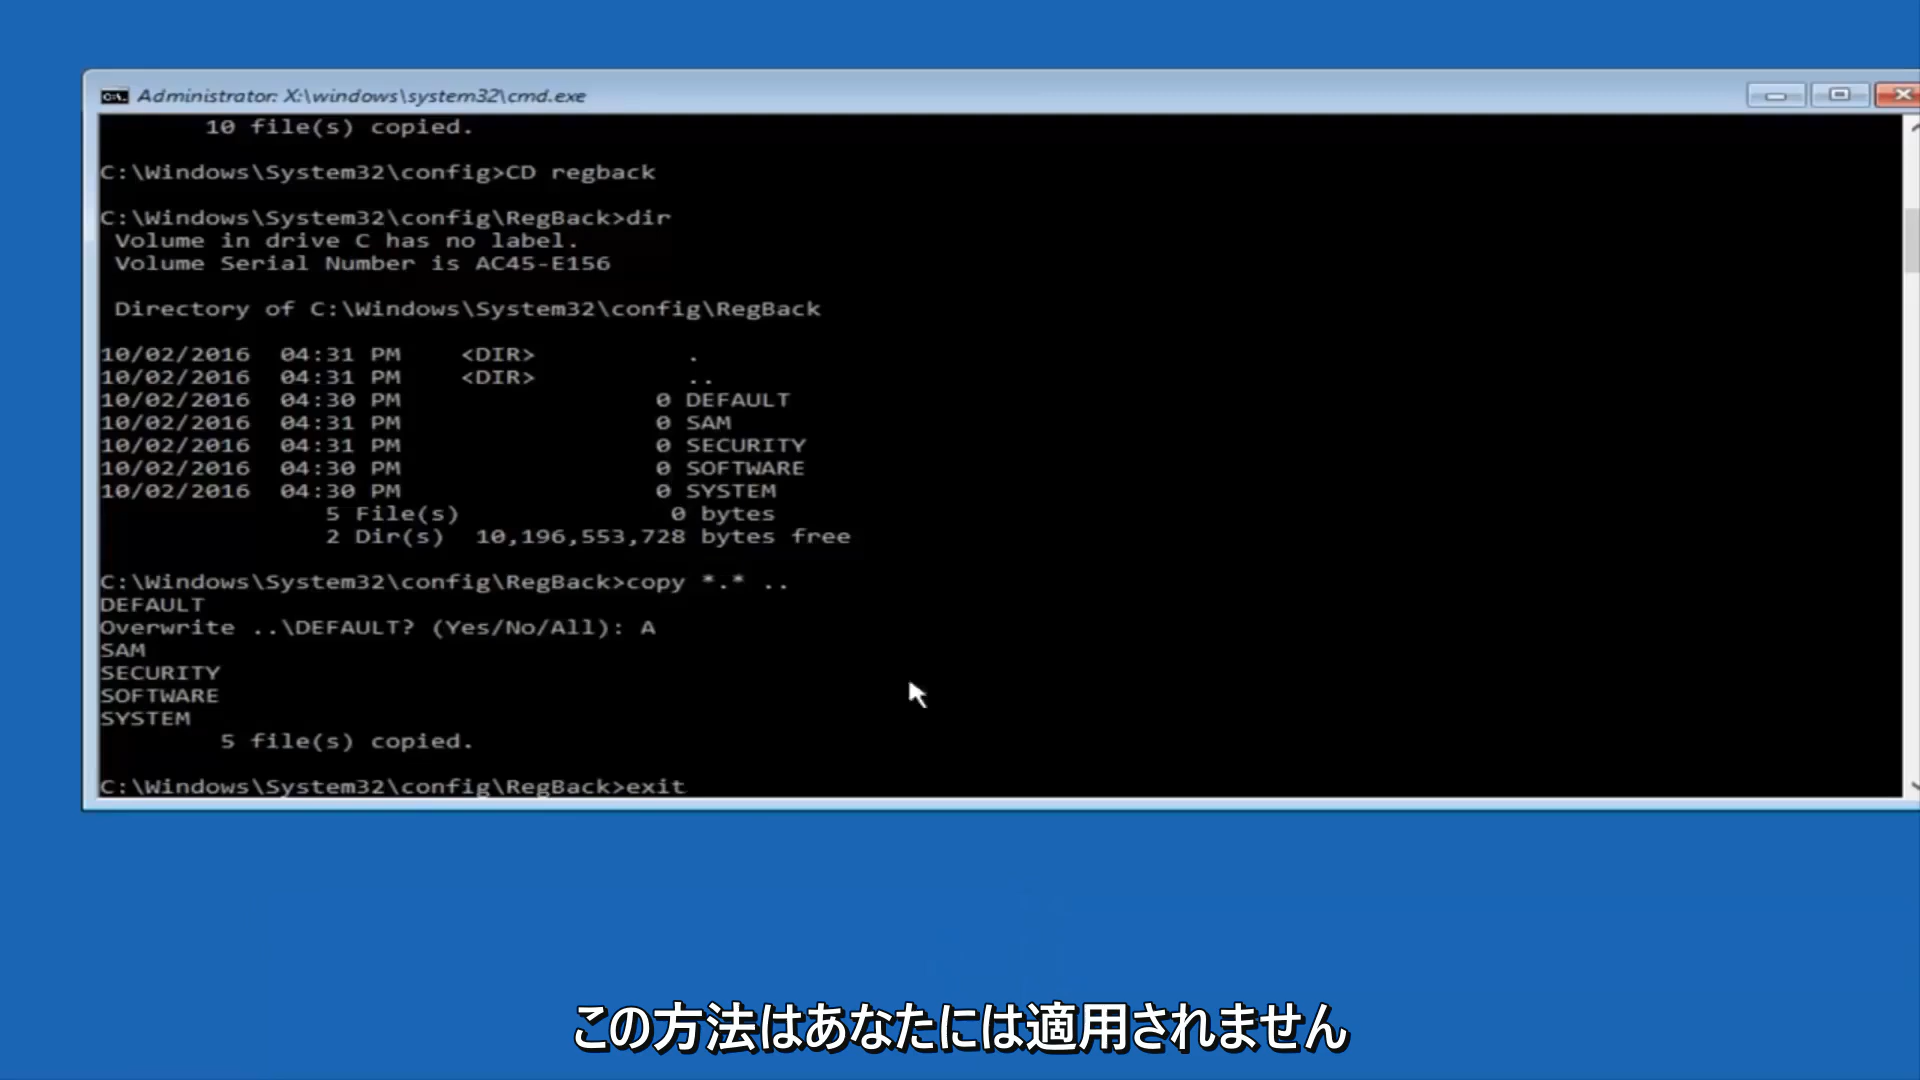 Administrator: X:\windows\system32\cmd.exe
10 file(s) copied.
C:\Windows\System32\config>CD regback
C:\Windows\System32\config\RegBack>dir
Volume in drive C has no label.
Volume Serial Number is AC45-E156
Directory of C:\Windows\System32\config\RegBack
10/02/2016 04:31 PM <DIR> .
10/02/2016 04:31 PM <DIR> ..
10/02/2016 04:30 PM 0 DEFAULT
10/02/2016 04:31 PM 0 SAM
10/02/2016 04:31 PM 0 SECURITY
10/02/2016 04:30 PM 0 SOFTWARE
10/02/2016 04:30 PM 0 SYSTEM
5 File(s) 0 bytes
2 Dir(s) 10,196,553,728 bytes free
C:\Windows\System32\config\RegBack>copy *.* ..
DEFAULT
Overwrite ..\DEFAULT? (Yes/No/All): A
SAM
SECURITY
SOFTWARE
SYSTEM
5 file(s) copied.
C:\Windows\System32\config\RegBack>exit
この方法はあなたには適用されません